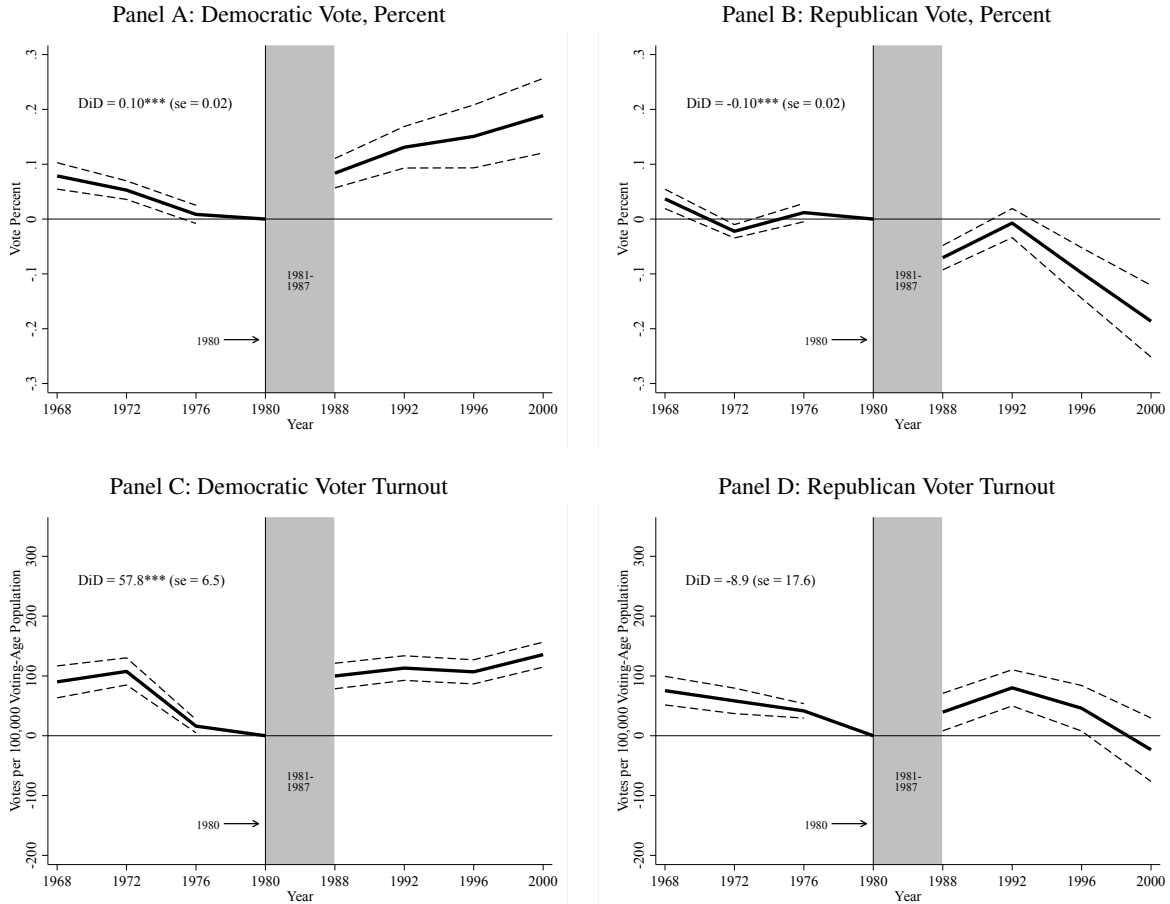 Panel A: Democratic Vote, Percent
Vote Percent
.3
.2
.1
0
-.1
-.2
-.3
DiD = 0.10*** (se = 0.02)
1981-
1987
1980
1968 1972 1976 1980 1988 1992 1996 2000
Year
Panel B: Republican Vote, Percent
Vote Percent
.3
.2
.1
0
-.1
-.2
-.3
DiD = -0.10*** (se = 0.02)
1981-
1987
1980
1968 1972 1976 1980 1988 1992 1996 2000
Year
Panel C: Democratic Voter Turnout
Votes per 100,000 Voting-Age Population
300
200
100
0
-100
-200
DiD = 57.8*** (se = 6.5)
1981-
1987
1980
1968 1972 1976 1980 1988 1992 1996 2000
Year
Panel D: Republican Voter Turnout
Votes per 100,000 Voting-Age Population
300
200
100
0
-100
-200
DiD = -8.9 (se = 17.6)
1981-
1987
1980
1968 1972 1976 1980 1988 1992 1996 2000
Year